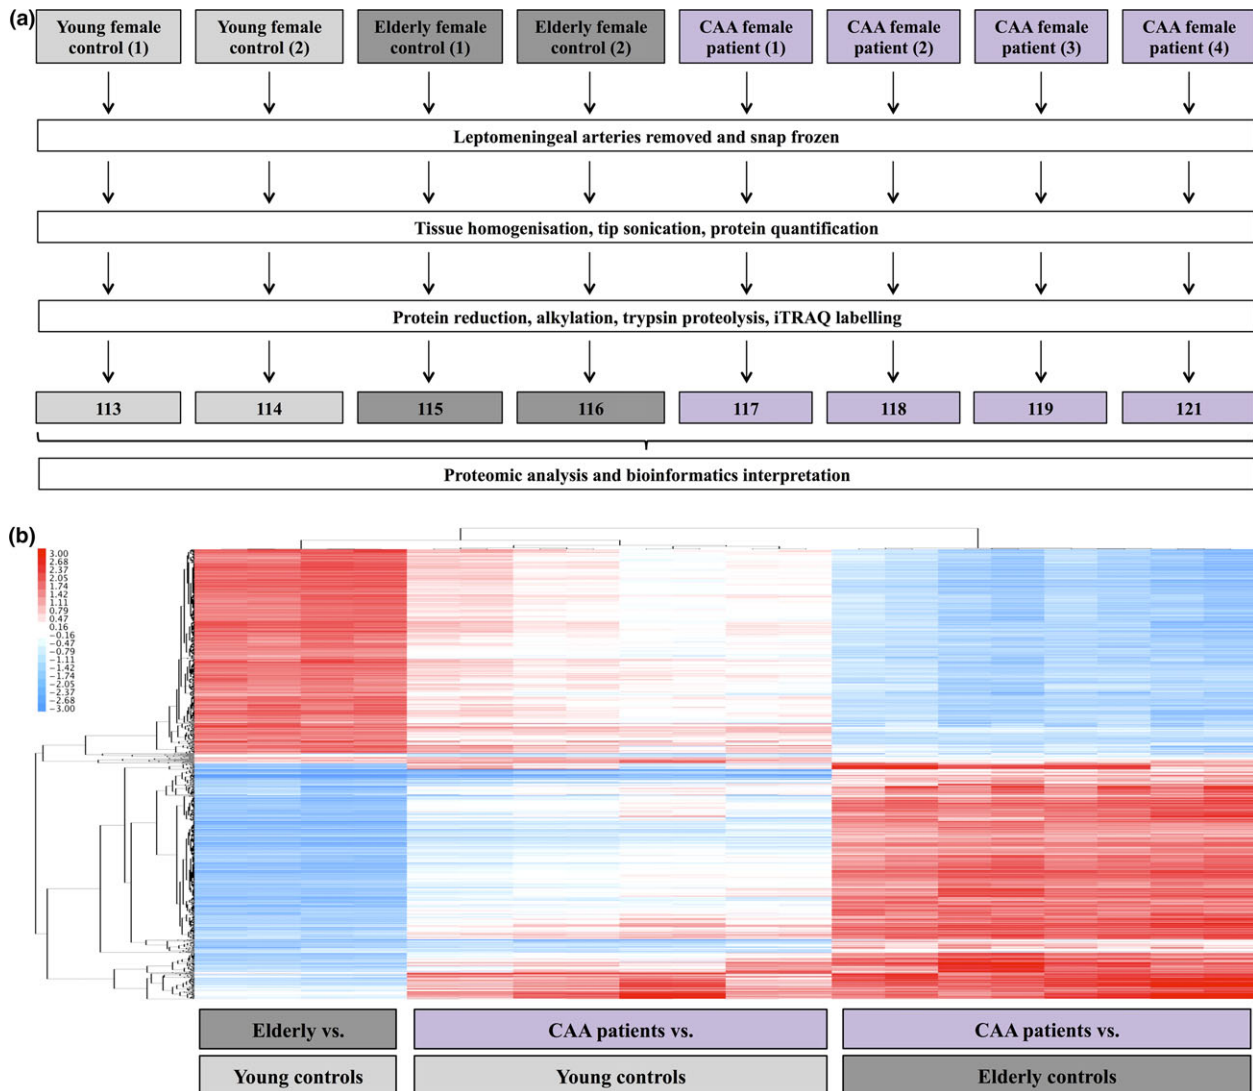 (a)
Young female
control (1)
Young female
control (2)
Elderly female
control (1)
Elderly female
control (2)
CAA female
patient (1)
CAA female
patient (2)
CAA female
patient (3)
CAA female
patient (4)
Leptomeningeal arteries removed and snap frozen
Tissue homogenisation, tip sonication, protein quantification
Protein reduction, alkylation, trypsin proteolysis, iTRAQ labelling
113
114
115
116
117
118
119
121
Proteomic analysis and bioinformatics interpretation
(b)
3.00
2.68
2.37
2.05
1.74
1.42
1.11
0.79
0.47
0.16
−0.16
−0.47
−0.79
−1.11
−1.42
−1.74
−2.05
−2.37
−2.68
−3.00
Elderly vs.
Young controls
CAA patients vs.
Young controls
CAA patients vs.
Elderly controls